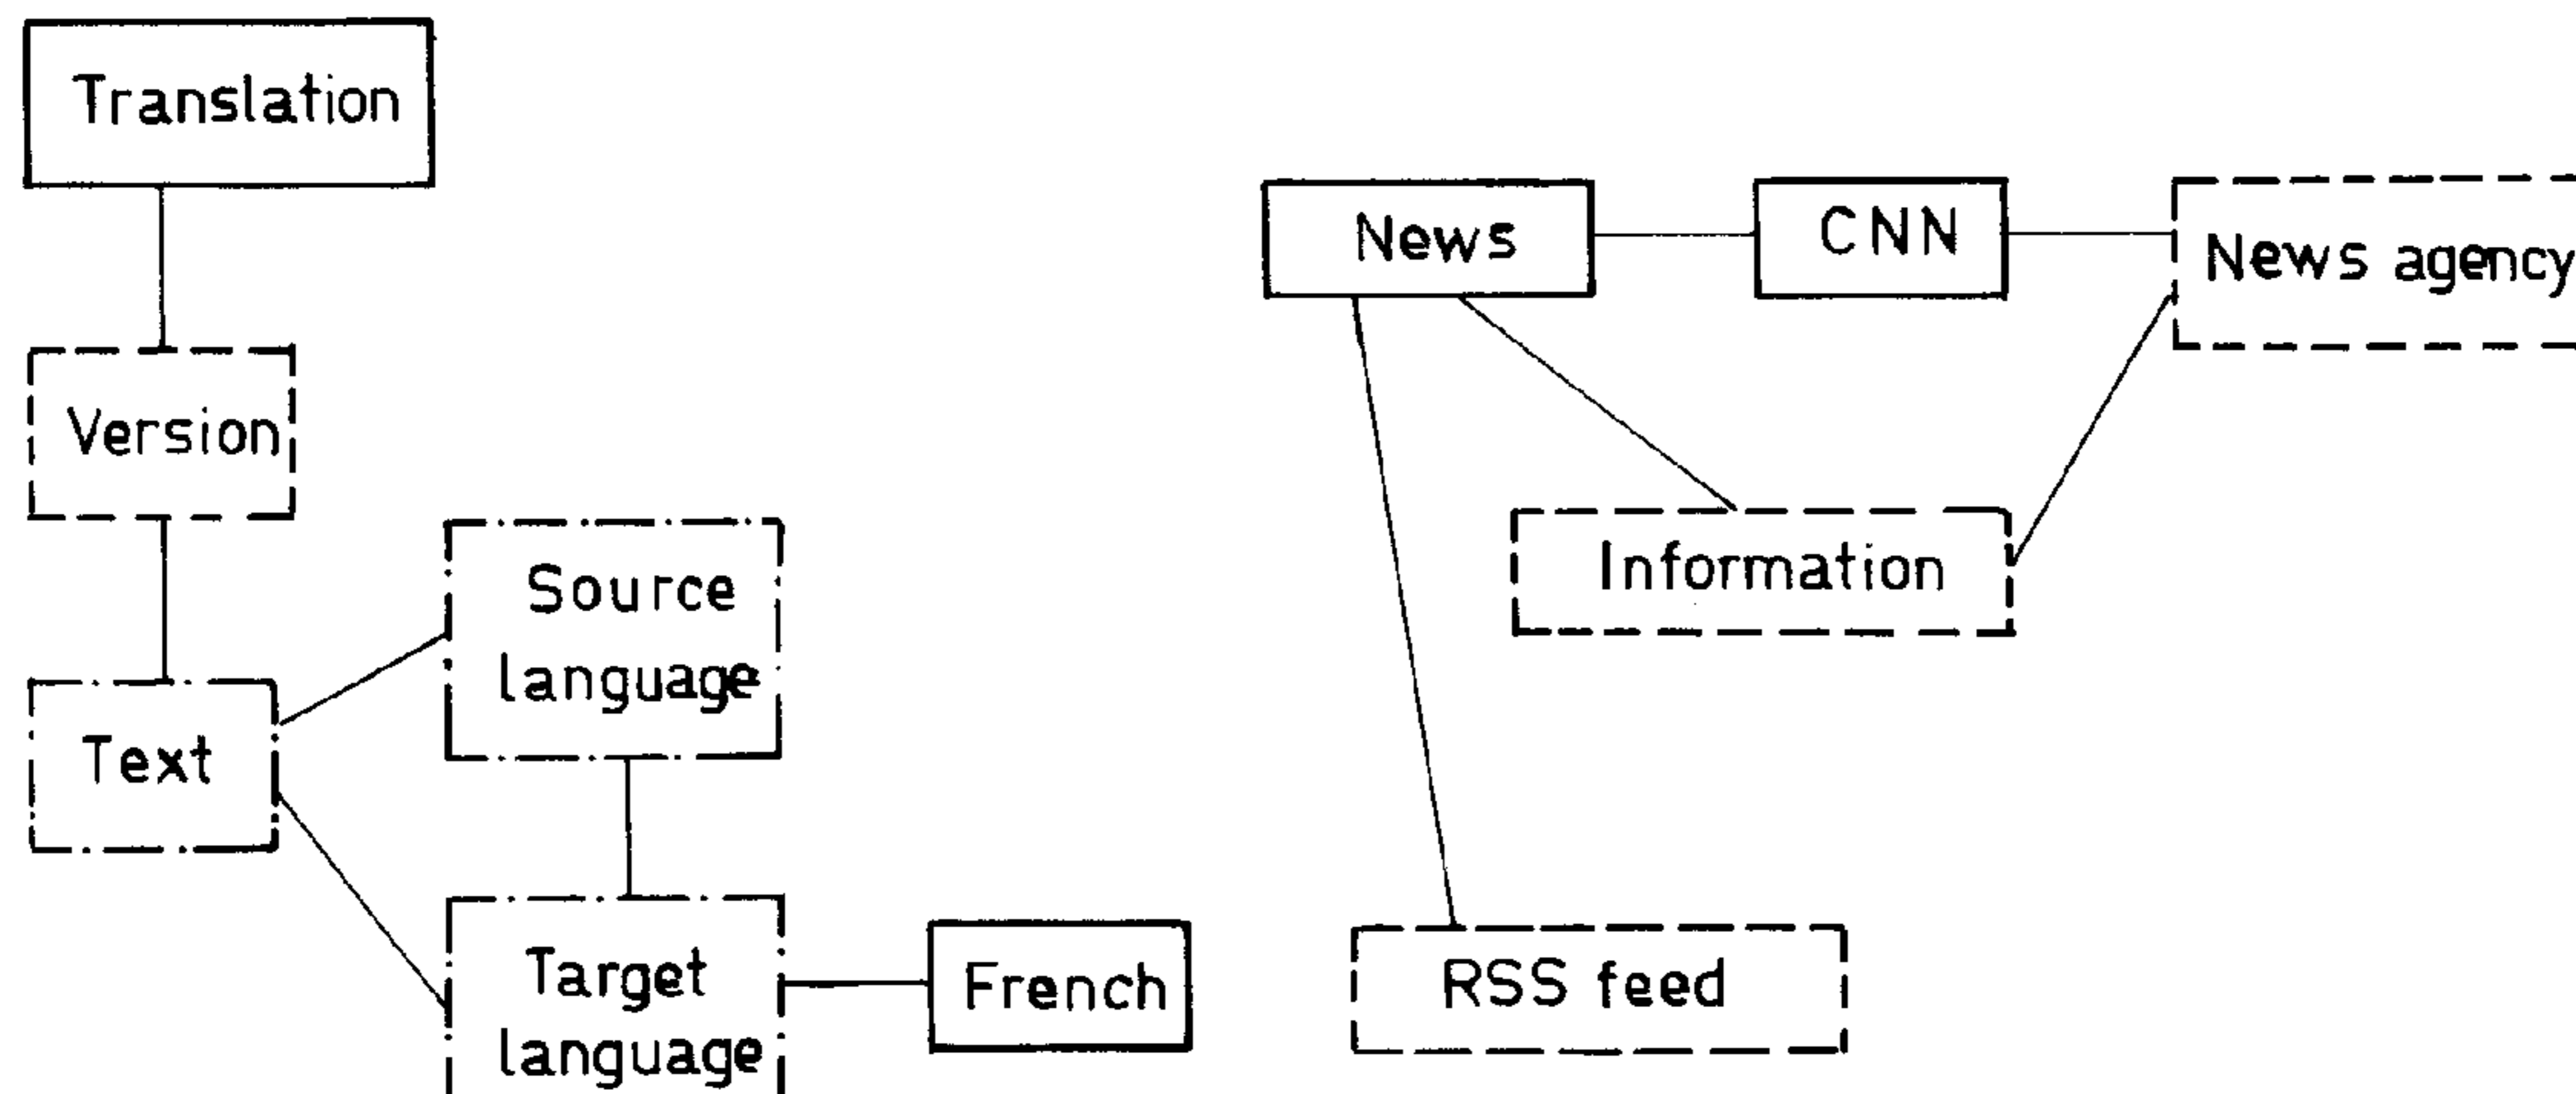 Translation
News
CNN
News agency
Version
Source
language
Information
Text
Target
language
French
RSS feed